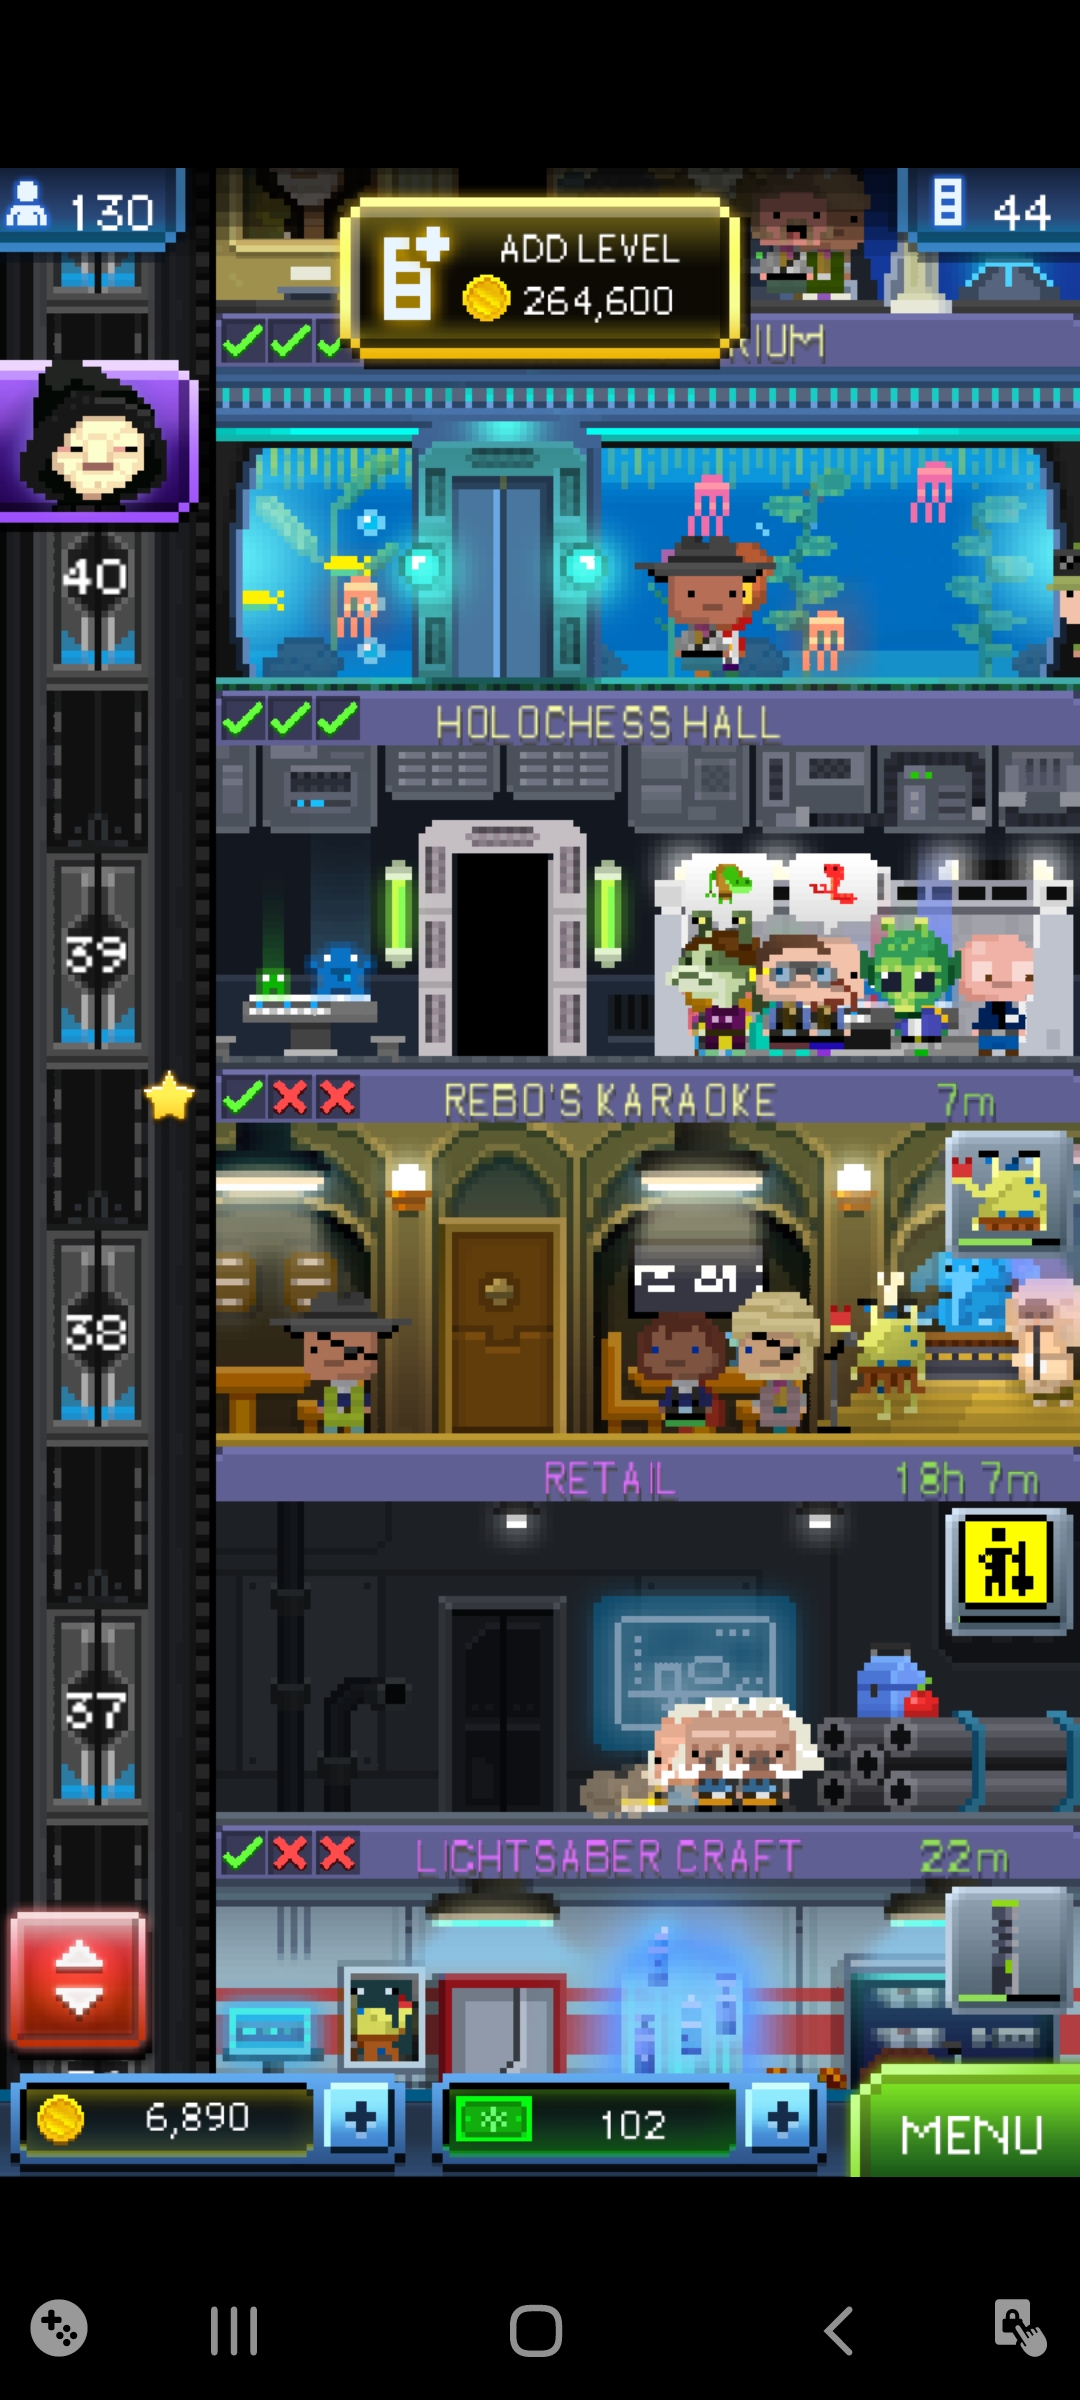 130
ADD LEVEL
264,600
44
RIUM
40
HOLOCHESS HALL
39
REBO'S KARAOKE
7m
38
RETAIL
18h 7m
37
LIGHTSABER CRAFT
22m
6,890
102
MENU